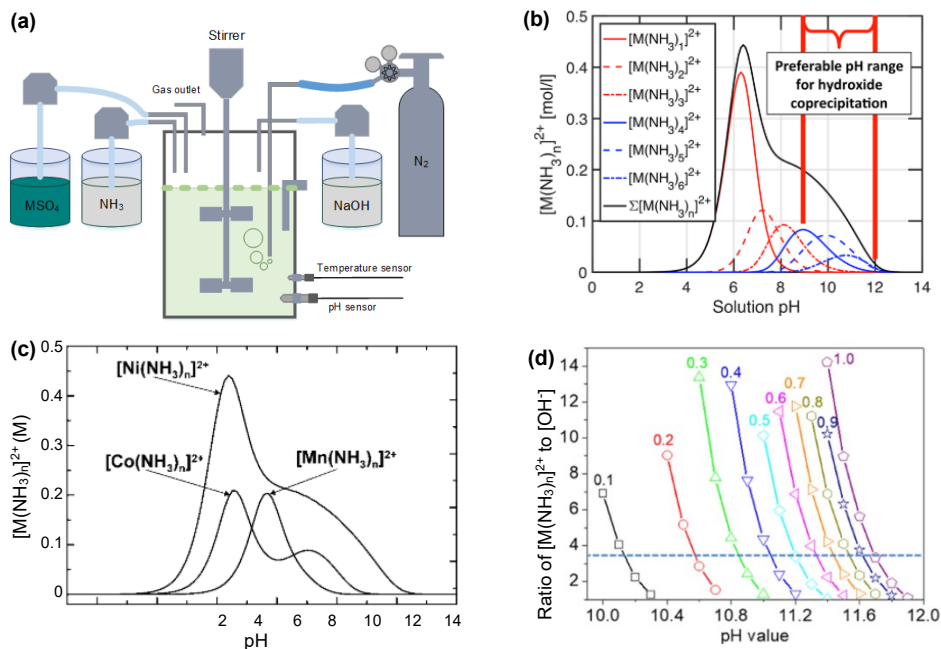 (a)
Stirrer
Gas outlet
MSO₄
NH₃
NaOH
N₂
Temperature sensor
pH sensor
(b)
[M(NH₃)ₙ]²⁺ [mol/l]
0.5
0.4
0.3
0.2
0.1
0
[M(NH₃)₁]²⁺
[M(NH₃)₂]²⁺
[M(NH₃)₃]²⁺
[M(NH₃)₄]²⁺
[M(NH₃)₅]²⁺
[M(NH₃)₆]²⁺
Σ[M(NH₃)ₙ]²⁺
Preferable pH range
for hydroxide
coprecipitation
0 2 4 6 8 10 12 14
Solution pH
(c)
[M(NH₃)ₙ]²⁺ (M)
0.5
0.4
0.3
0.2
0.1
0
[Ni(NH₃)ₙ]²⁺
[Co(NH₃)ₙ]²⁺
[Mn(NH₃)ₙ]²⁺
2 4 6 8 10 12 14
pH
(d)
Ratio of [M(NH₃)ₙ]²⁺ to [OH⁻]
14
12
10
8
6
4
2
0.1
0.2
0.3
0.4
0.5
0.6
0.7
0.8
0.9
1.0
10.0 10.4 10.8 11.2 11.6 12.0
pH value